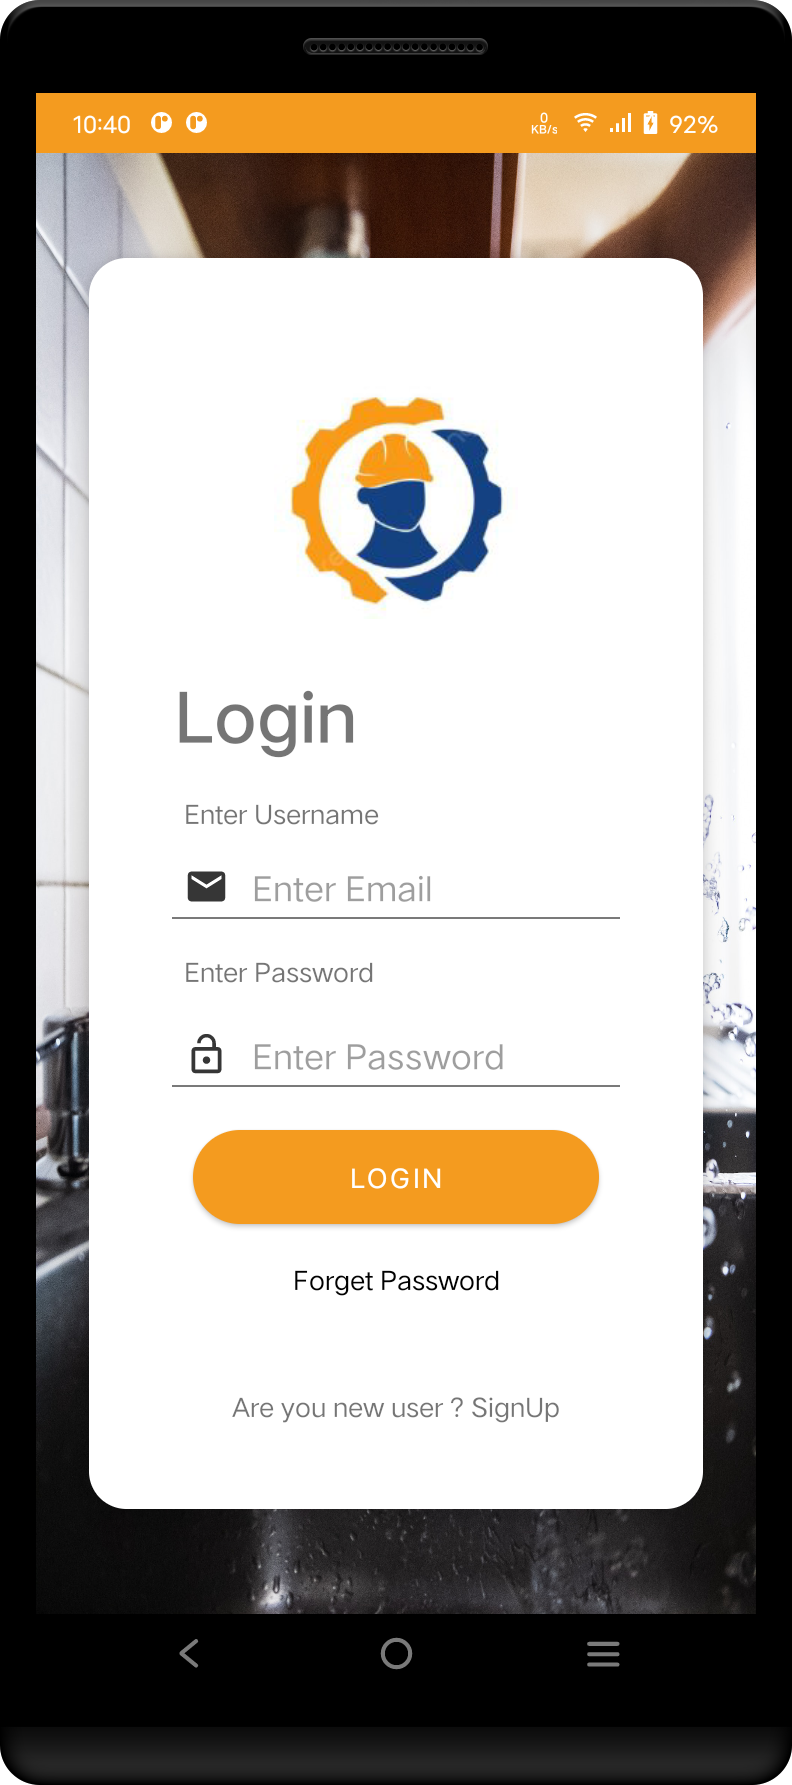 10:40 0 KB/s 92%
Login
Enter Username
Enter Email
Enter Password
Enter Password
LOGIN
Forget Password
Are you new user ? SignUp